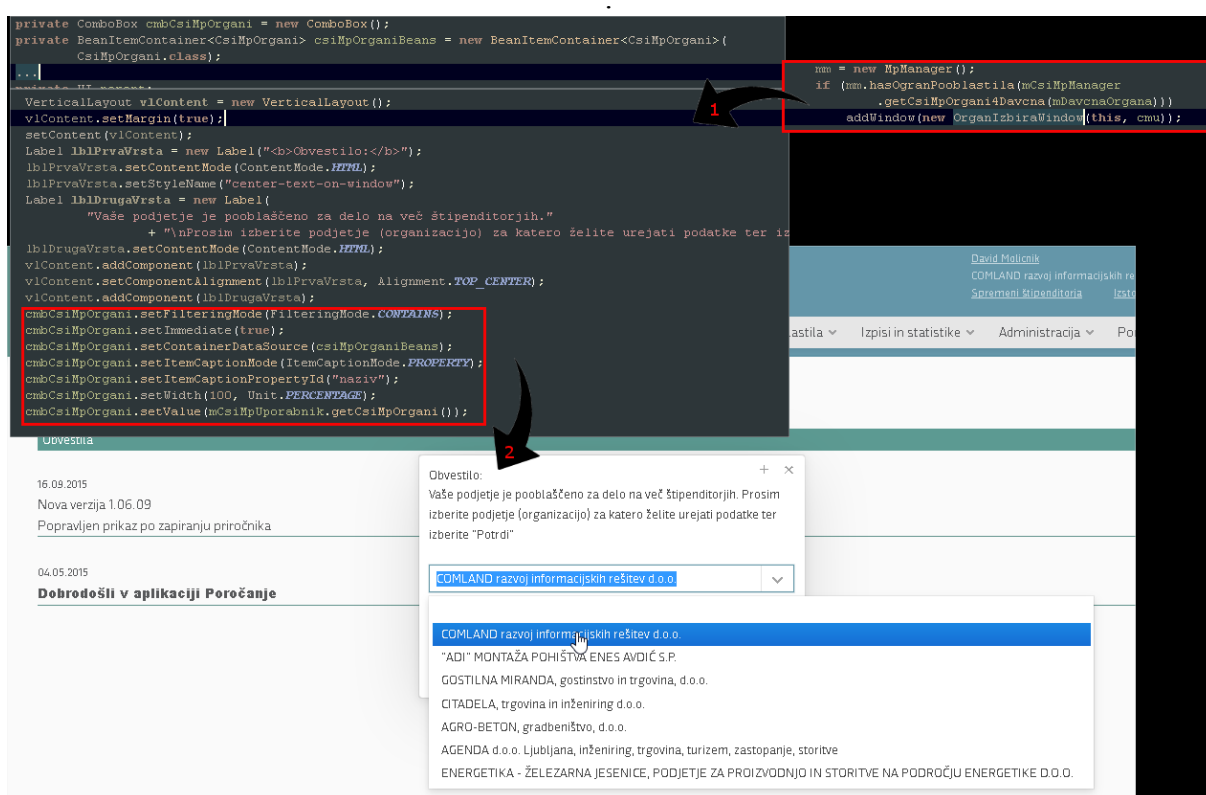 private ComboBox cmbCsiMpOrgani = new ComboBox();
private BeanItemContainer<CsiMpOrgani> csiMpOrganiBeans = new BeanItemContainer<CsiMpOrgani>(
CsiMpOrgani.class);
...
mm = new MpManager();
if (mm.hasOgranPooblastila(mCsiMpManager
.getCsiMpOrgani4Davcna(mDavcnaOrgana)))
addWindow(new OrganIzbiraWindow(this, cmu));
1
VerticalLayout vlContent = new VerticalLayout();
vlContent.setMargin(true);
setContent(vlContent);
Label lblPrvaVrsta = new Label("<b>Obvestilo:</b>");
lblPrvaVrsta.setContentMode(ContentMode.HTML);
lblPrvaVrsta.setStyleName("center-text-on-window");
Label lblDrugaVrsta = new Label(
"Vaše podjetje je pooblaščeno za delo na več štipenditorjih."
+ "\nProsim izberite podjetje (organizacijo) za katero želite urejati podatke ter iz
lblDrugaVrsta.setContentMode(ContentMode.HTML);
vlContent.addComponent(lblPrvaVrsta);
vlContent.setComponentAlignment(lblPrvaVrsta, Alignment.TOP_CENTER);
vlContent.addComponent(lblDrugaVrsta);
cmbCsiMpOrgani.setFilteringMode(FilteringMode.CONTAINS);
cmbCsiMpOrgani.setImmediate(true);
cmbCsiMpOrgani.setContainerDataSource(csiMpOrganiBeans);
cmbCsiMpOrgani.setItemCaptionMode(ItemCaptionMode.PROPERTY);
cmbCsiMpOrgani.setItemCaptionPropertyId("naziv");
cmbCsiMpOrgani.setWidth(100, Unit.PERCENTAGE);
cmbCsiMpOrgani.setValue(mCsiMpUporabnik.getCsiMpOrgani());
David Molicnik
COMLAND razvoj informacijskih re
Spremeni štipenditorja Izsto
astila Izpisi in statistike Administracija Po
2
Obvestila
16.09.2015
Nova verzija 1.06.09
Popravljen prikaz po zapiranju priročnika
04.05.2015
Dobrodošli v aplikaciji Poročanje
Obvestilo:
Vaše podjetje je pooblaščeno za delo na več štipenditorjih. Prosim
izberite podjetje (organizacijo) za katero želite urejati podatke ter
izberite "Potrdi"
COMLAND razvoj informacijskih rešitev d.o.o.
COMLAND razvoj informacijskih rešitev d.o.o.
"ADI" MONTAŽA POHIŠTVA ENES AVDIĆ S.P.
GOSTILNA MIRANDA, gostinstvo in trgovina, d.o.o.
CITADELA, trgovina in inženiring d.o.o.
AGRO-BETON, gradbeništvo, d.o.o.
AGENDA d.o.o. Ljubljana, inženiring, trgovina, turizem, zastopanje, storitve
ENERGETIKA - ŽELEZARNA JESENICE, PODJETJE ZA PROIZVODNJO IN STORITVE NA PODROČJU ENERGETIKE D.O.O.